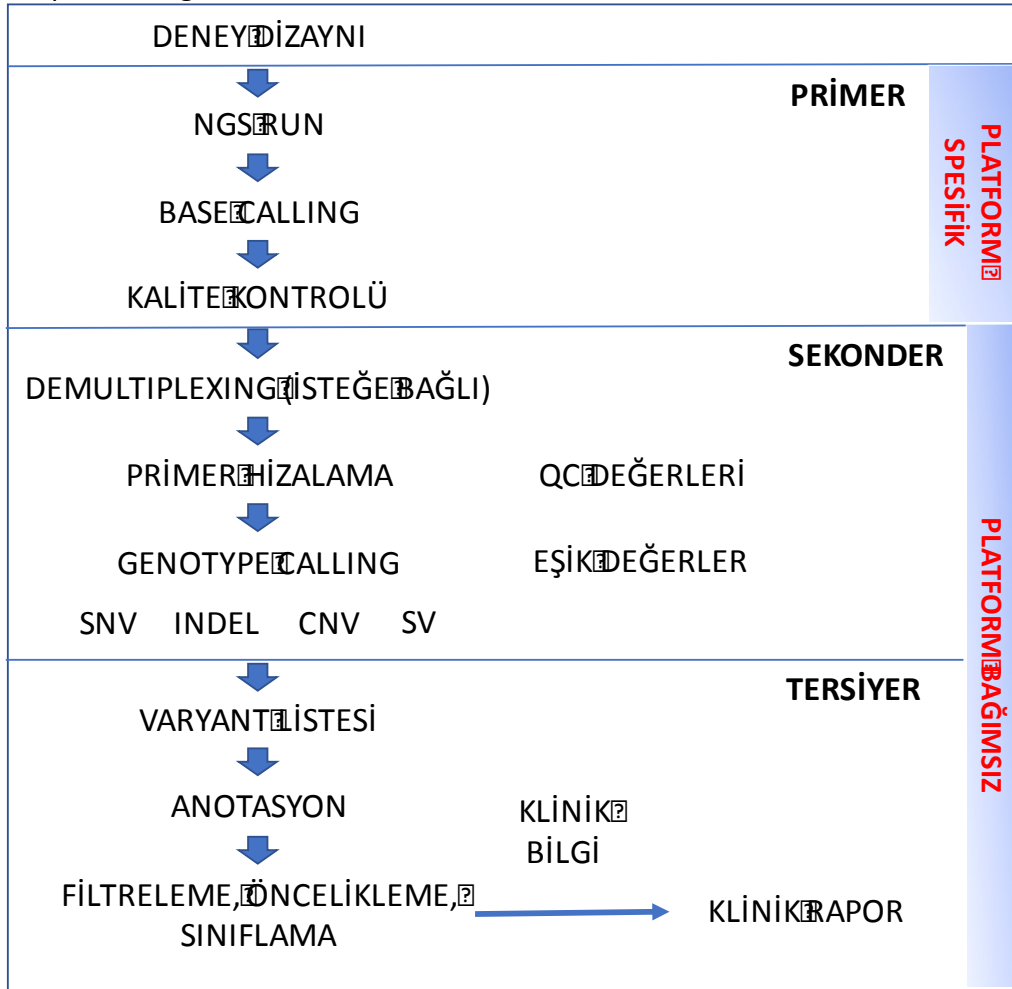 DENEY DİZAYNI
PRİMER
NGS RUN
BASE CALLING
KALİTE KONTROLÜ
PLATFORM
SPESİFİK
SEKONDER
DEMULTIPLEXING (İSTEĞE BAĞLI)
PRİMER HİZALAMA
QC DEĞERLERİ
GENOTYPE CALLING
EŞİK DEĞERLER
SNV INDEL CNV SV
PLATFORM BAĞIMSIZ
TERSİYER
VARYANT LİSTESİ
ANOTASYON
KLİNİK
BİLGİ
FİLTRELEME, ÖNCELİKLEME,
SINIFLAMA
KLİNİK RAPOR